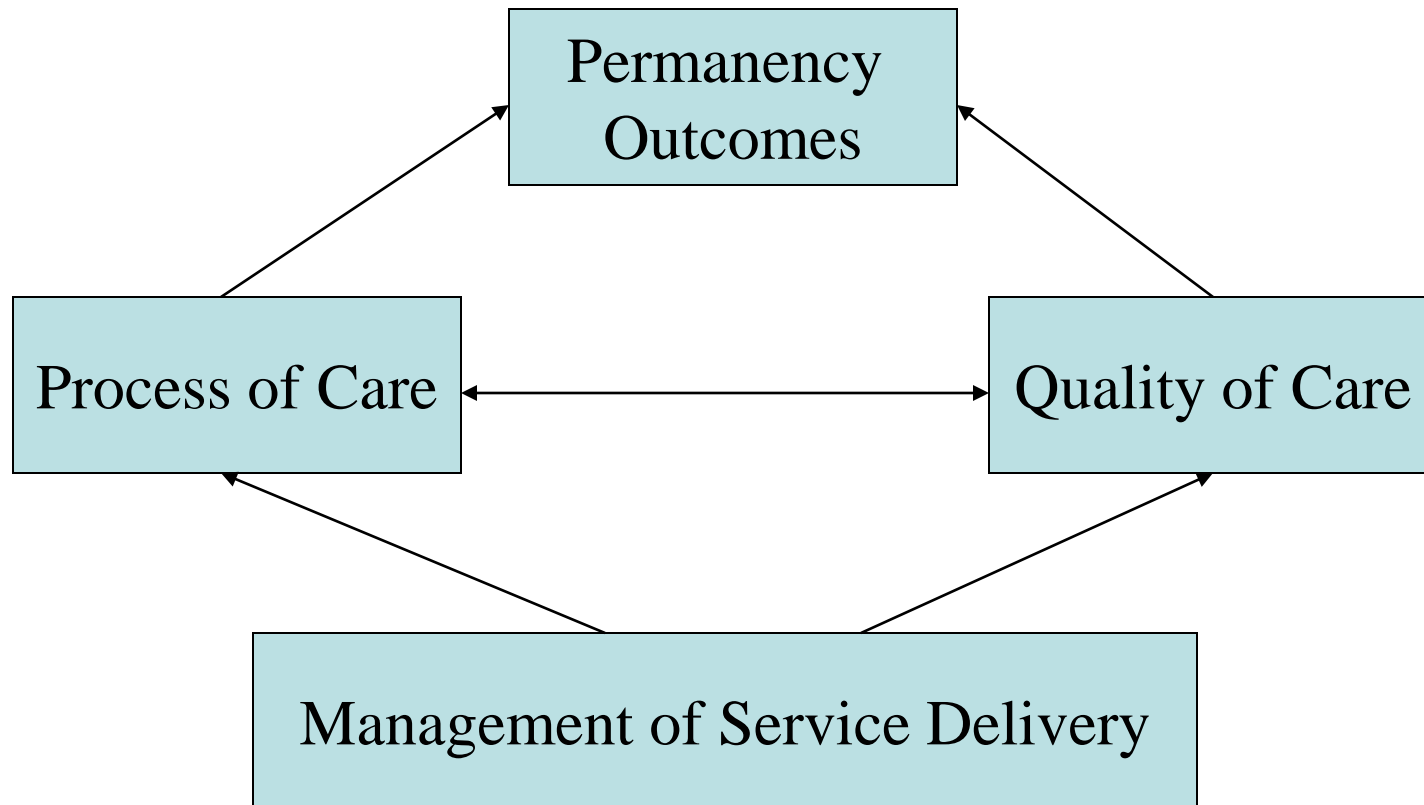 Permanency
Outcomes
Process of Care
Quality of Care
Management of Service Delivery